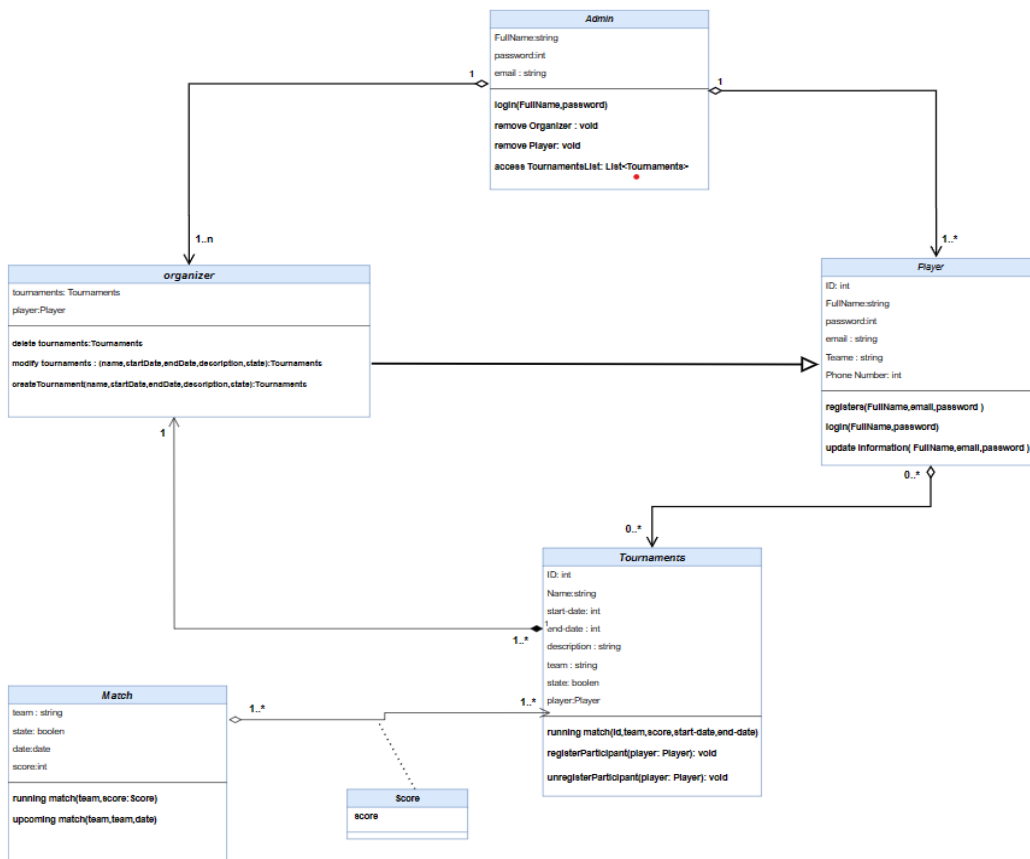 Admin
FullName:string
password:int
email : string
login(FullName,password)
remove Organizer : void
remove Player: void
access TournamentsList: List<Tournaments>
1
1
1..n
1..*
organizer
tournaments: Tournaments
player:Player
delete tournaments:Tournaments
modify tournaments : (name,startDate,endDate,description,state):Tournaments
createTournament(name,startDate,endDate,description,state):Tournaments
1
Player
ID: int
FullName:string
password:int
email : string
Teame : string
Phone Number: int
registers(FullName,email,password )
login(FullName,password)
update information( FullName,email,password )
0..*
0..*
Tournaments
ID: int
Name:string
start-date: int
end-date : int
description : string
team : string
state: boolen
player:Player
running match(id,team,score,start-date,end-date)
registerParticipant(player: Player): void
unregisterParticipant(player: Player): void
1
1..*
1..*
1..*
Match
team : string
state: boolen
date:date
score:int
running match(team,score: Score)
upcoming match(team,team,date)
Score
score